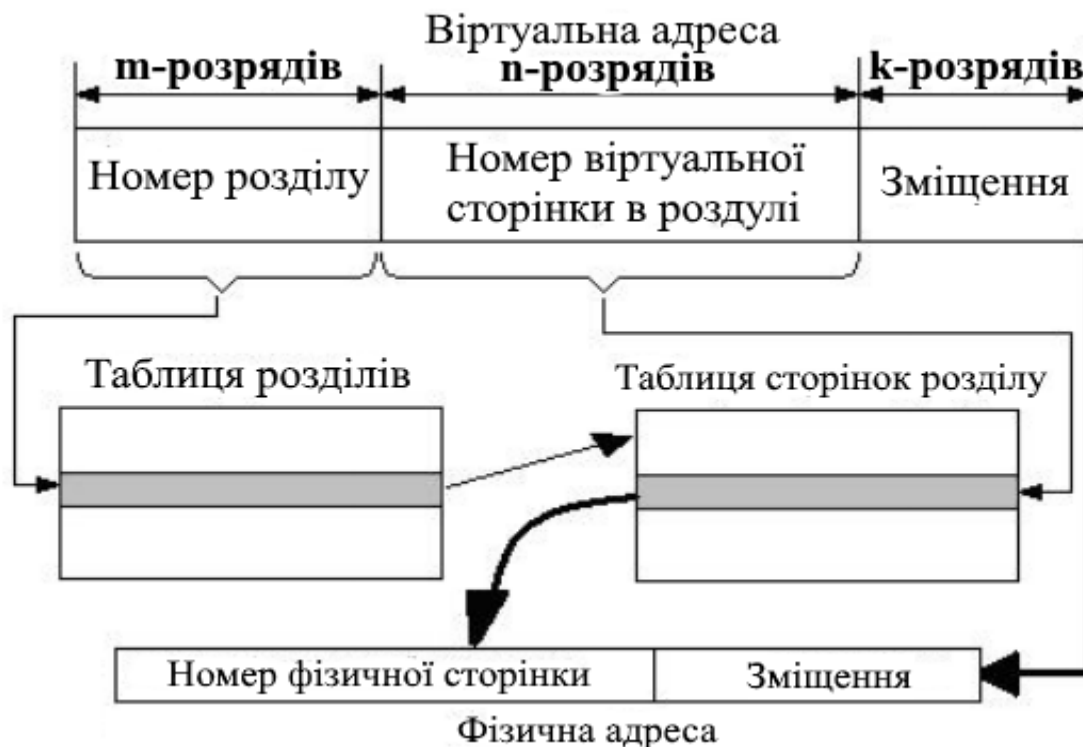 Віртуальна адреса
m-розрядів
n-розрядів
k-розрядів
Номер розділу
Номер віртуальної
сторінки в роздулі
Зміщення
Таблиця розділів
Таблиця сторінок розділу
Номер фізичної сторінки
Зміщення
Фізична адреса